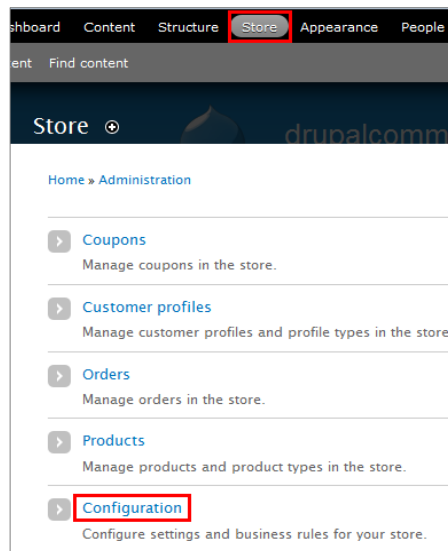 shboard Content Structure Store Appearance People
ent Find content
Store
drupalcomm
Home » Administration
Coupons
Manage coupons in the store.
Customer profiles
Manage customer profiles and profile types in the store
Orders
Manage orders in the store.
Products
Manage products and product types in the store.
Configuration
Configure settings and business rules for your store.